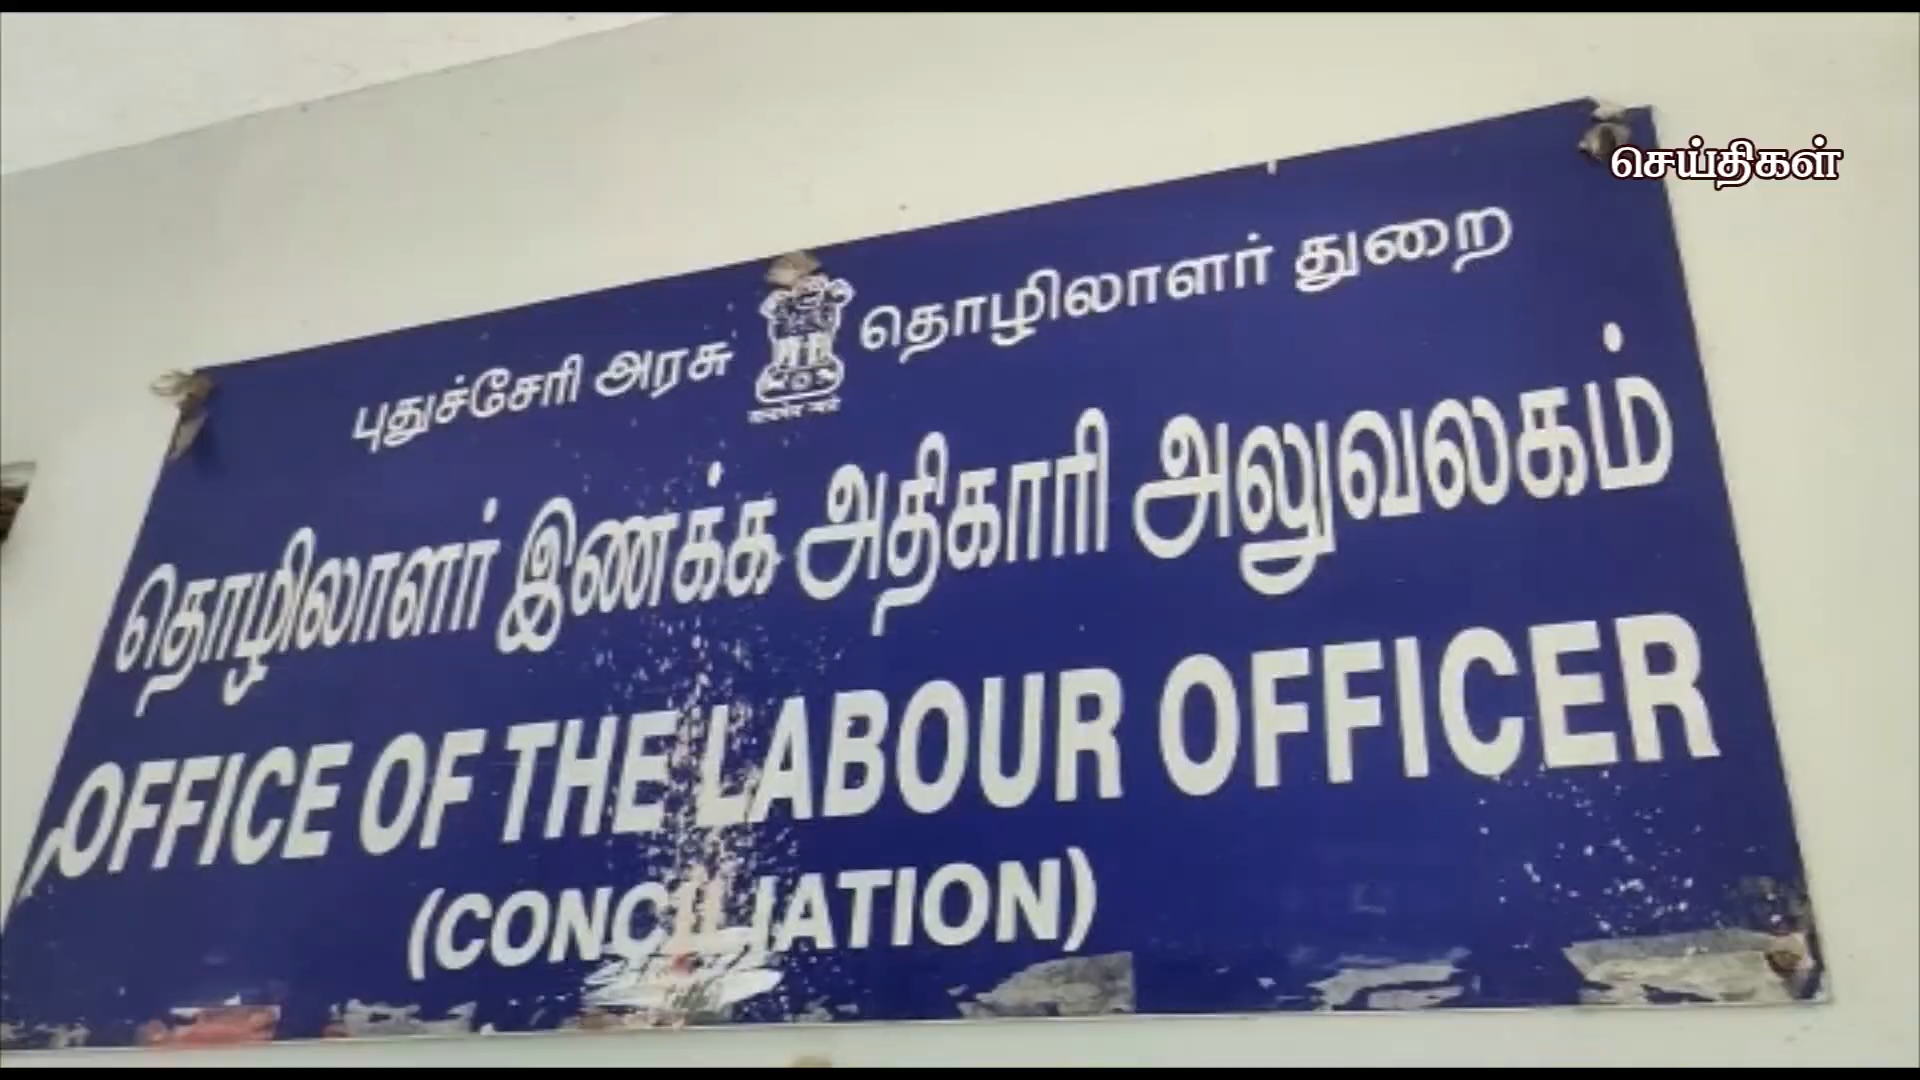 செய்திகள்
புதுச்சேரி அரசு தொழிலாளர் துறை
தொழிலாளர் இணக்க அதிகாரி அலுவலகம்
OFFICE OF THE LABOUR OFFICER
(CONCILIATION)